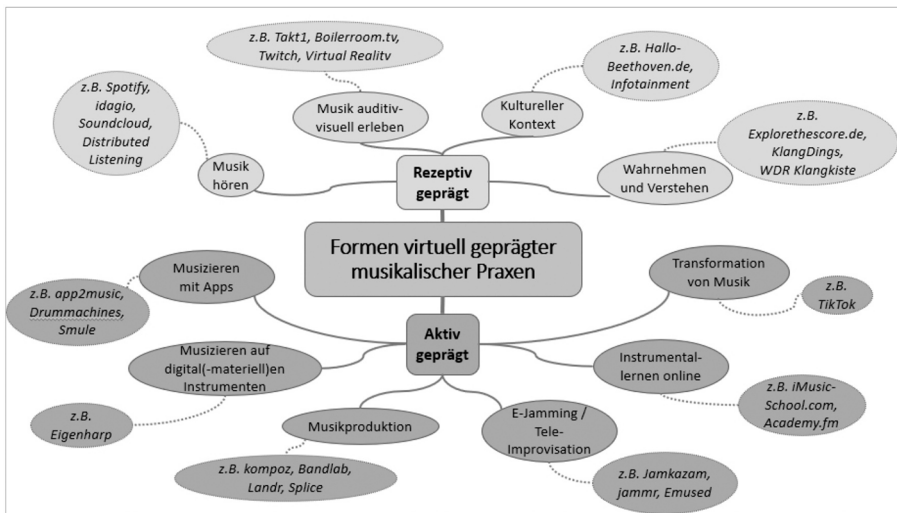 z.B. Takt1, Boilerroom.tv,
Twitch, Virtual Realitv
z.B. Hallo-
Beethoven.de,
Infotainment
z.B. Spotify,
idagio,
Soundcloud,
Distributed
Listening
Musik auditiv-
visuell erleben
Kultureller
Kontext
z.B.
Explorethescore.de,
KlangDings,
WDR Klangkiste
Musik
hören
Rezeptiv
geprägt
Wahrnehmen
und Verstehen
Formen virtuell geprägter
musikalischer Praxen
Musizieren
mit Apps
Transformation
von Musik
z.B. app2music,
Drummachines,
Smule
z.B.
TikTok
Aktiv
geprägt
Musizieren auf
digital(-materiell)en
Instrumenten
Instrumental-
lernen online
z.B.
Eigenharp
z.B. iMusic-
School.com,
Academy.fm
Musikproduktion
E-Jamming /
Tele-
Improvisation
z.B. kompoz, Bandlab,
Landr, Splice
z.B. Jamkazam,
jammr, Emused